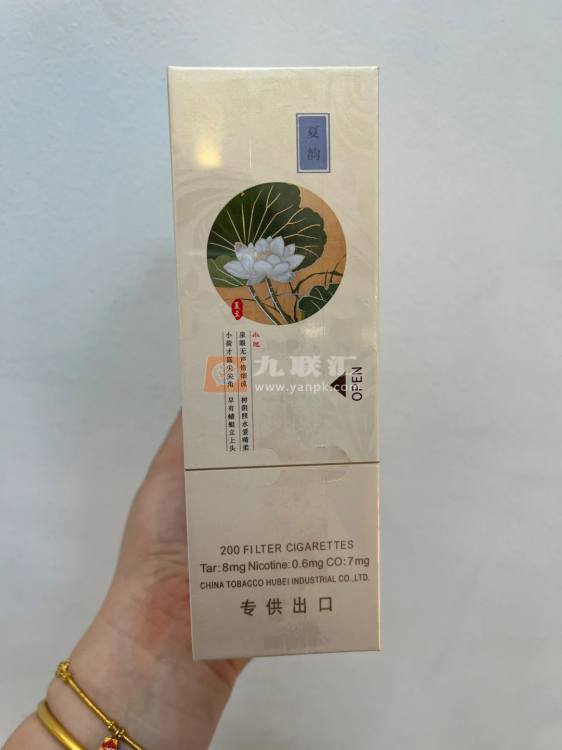 夏韵
小池
泉眼无声惜细流 树阴照水爱晴柔
小荷才露尖尖角 早有蜻蜓立上头
九联汇
www.yanpk.com
OPEN
200 FILTER CIGARETTES
Tar:8mg Nicotine:0.6mg CO:7mg
CHINA TOBACCO HUBEI INDUSTRIAL CO.,LTD.
专供出口